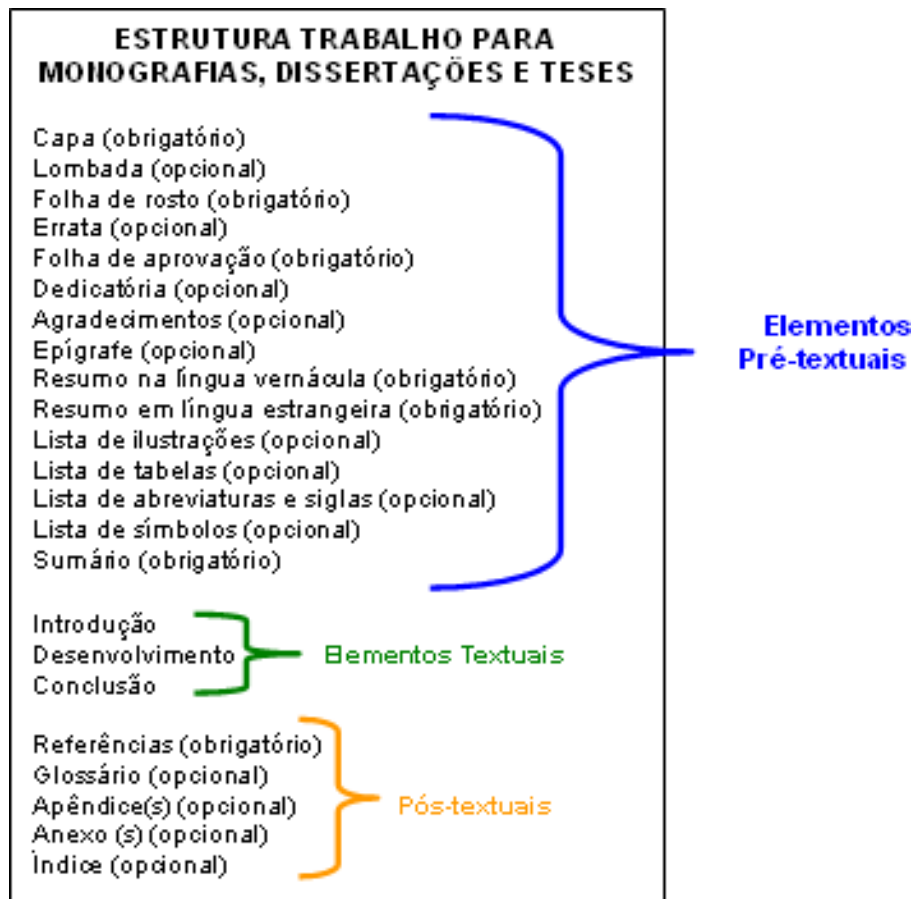 ESTRUTURA TRABALHO PARA
MONOGRAFIAS, DISSERTAÇÕES E TESES
Capa (obrigatório)
Lombada (opcional)
Folha de rosto (obrigatório)
Errata (opcional)
Folha de aprovação (obrigatório)
Dedicatória (opcional)
Agradecimentos (opcional)
Epígrafe (opcional)
Resumo na língua vernácula (obrigatório)
Resumo em língua estrangeira (obrigatório)
Lista de ilustrações (opcional)
Lista de tabelas (opcional)
Lista de abreviaturas e siglas (opcional)
Lista de símbolos (opcional)
Sumário (obrigatório)
Elementos
Pré-textuais
Introdução
Desenvolvimento
Conclusão
Elementos Textuais
Referências (obrigatório)
Glossário (opcional)
Apêndice(s) (opcional)
Anexo (s) (opcional)
Índice (opcional)
Pós-textuais